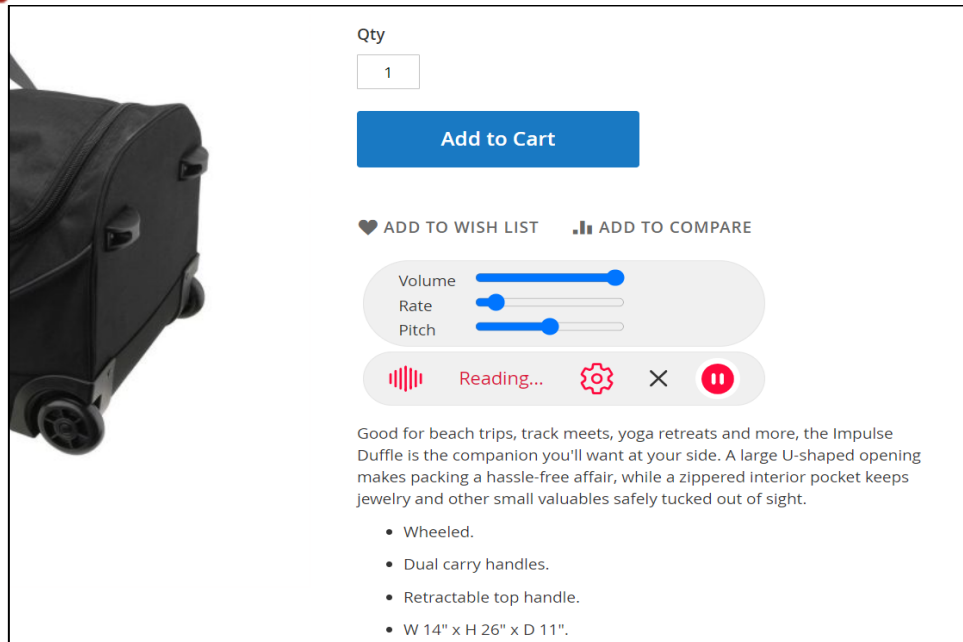 Qty
1
Add to Cart
ADD TO WISH LIST ADD TO COMPARE
Volume
Rate
Pitch
Reading...
Good for beach trips, track meets, yoga retreats and more, the Impulse
Duffle is the companion you'll want at your side. A large U-shaped opening
makes packing a hassle-free affair, while a zippered interior pocket keeps
jewelry and other small valuables safely tucked out of sight.
• Wheeled.
• Dual carry handles.
• Retractable top handle.
• W 14" x H 26" x D 11".